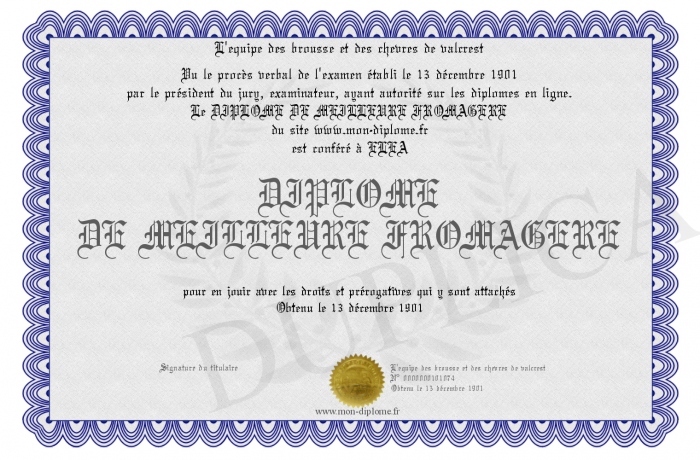 L'equipe des brousse et des chevres de valcrest
Vu le procès verbal de l'examen établi le 13 décembre 1901
par le président du jury, examinateur, ayant autorité sur les diplomes en ligne.
Le DIPLOME DE MEILLEURE FROMAGERE
du site www.mon-diplome.fr
est conféré à ELEA
DIPLOME
DE MEILLEURE FROMAGERE
pour en jouir avec les droits et prérogatives qui y sont attachés
Obtenu le 13 décembre 1901
DUPLICA
Signature du titulaire
L'equipe des brousse et des chevres de valcrest
N° 0000000101074
Obtenu le 13 décembre 1901
www.mon-diplome.fr